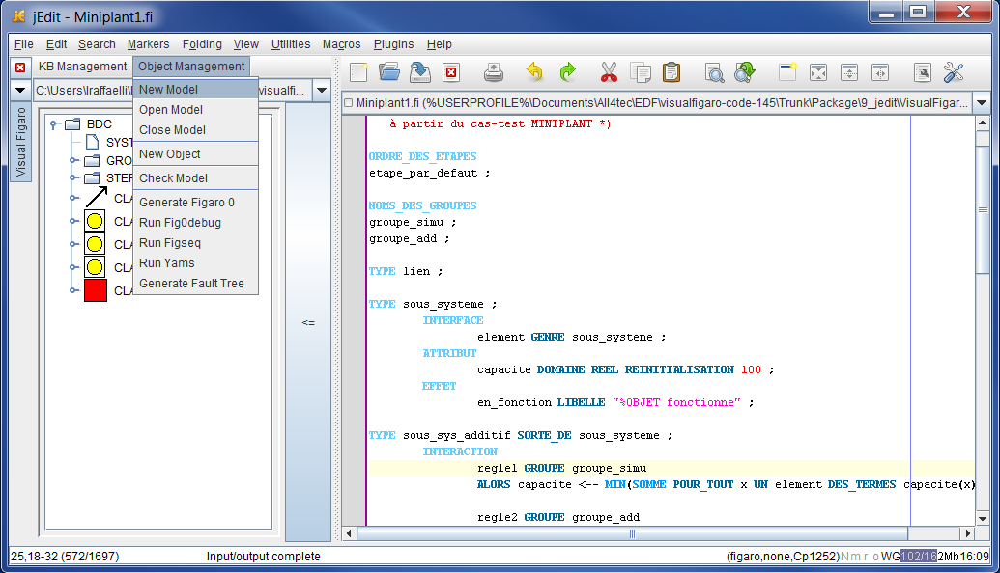 jEdit - Miniplant1.fi
File Edit Search Markers Folding View Utilities Macros Plugins Help
KB Management Object Management
C:\Users\lraffaelli\ visualfi...
Miniplant1.fi (%USERPROFILE%\Documents\All4tec\EDF\visualfigaro-code-145\Trunk\Package\9_jedit\VisualFigar...
Visual Figaro
BDC
SYST
GRO
STEP
CLA
CLA
CLA
CLA
CLA
New Model
Open Model
Close Model
New Object
Check Model
Generate Figaro 0
Run Fig0debug
Run Figseq
Run Yams
Generate Fault Tree
<=
à partir du cas-test MINIPLANT *)
ORDRE_DES_ETAPES
etape_par_defaut ;
NOMS_DES_GROUPES
groupe_simu ;
groupe_add ;
TYPE lien ;
TYPE sous_systeme ;
INTERFACE
element GENRE sous_systeme ;
ATTRIBUT
capacite DOMAINE REEL REINITIALISATION 100 ;
EFFET
en_fonction LIBELLE "%OBJET fonctionne" ;
TYPE sous_sys_additif SORTE_DE sous_systeme ;
INTERACTION
regle1 GROUPE groupe_simu
ALORS capacite <-- MIN(SOMME POUR_TOUT x UN element DES_TERMES capacite(x)
regle2 GROUPE groupe_add
25,18-32 (572/1697) Input/output complete (figaro,none,Cp1252)N m r o WG 102/162Mb 16:09